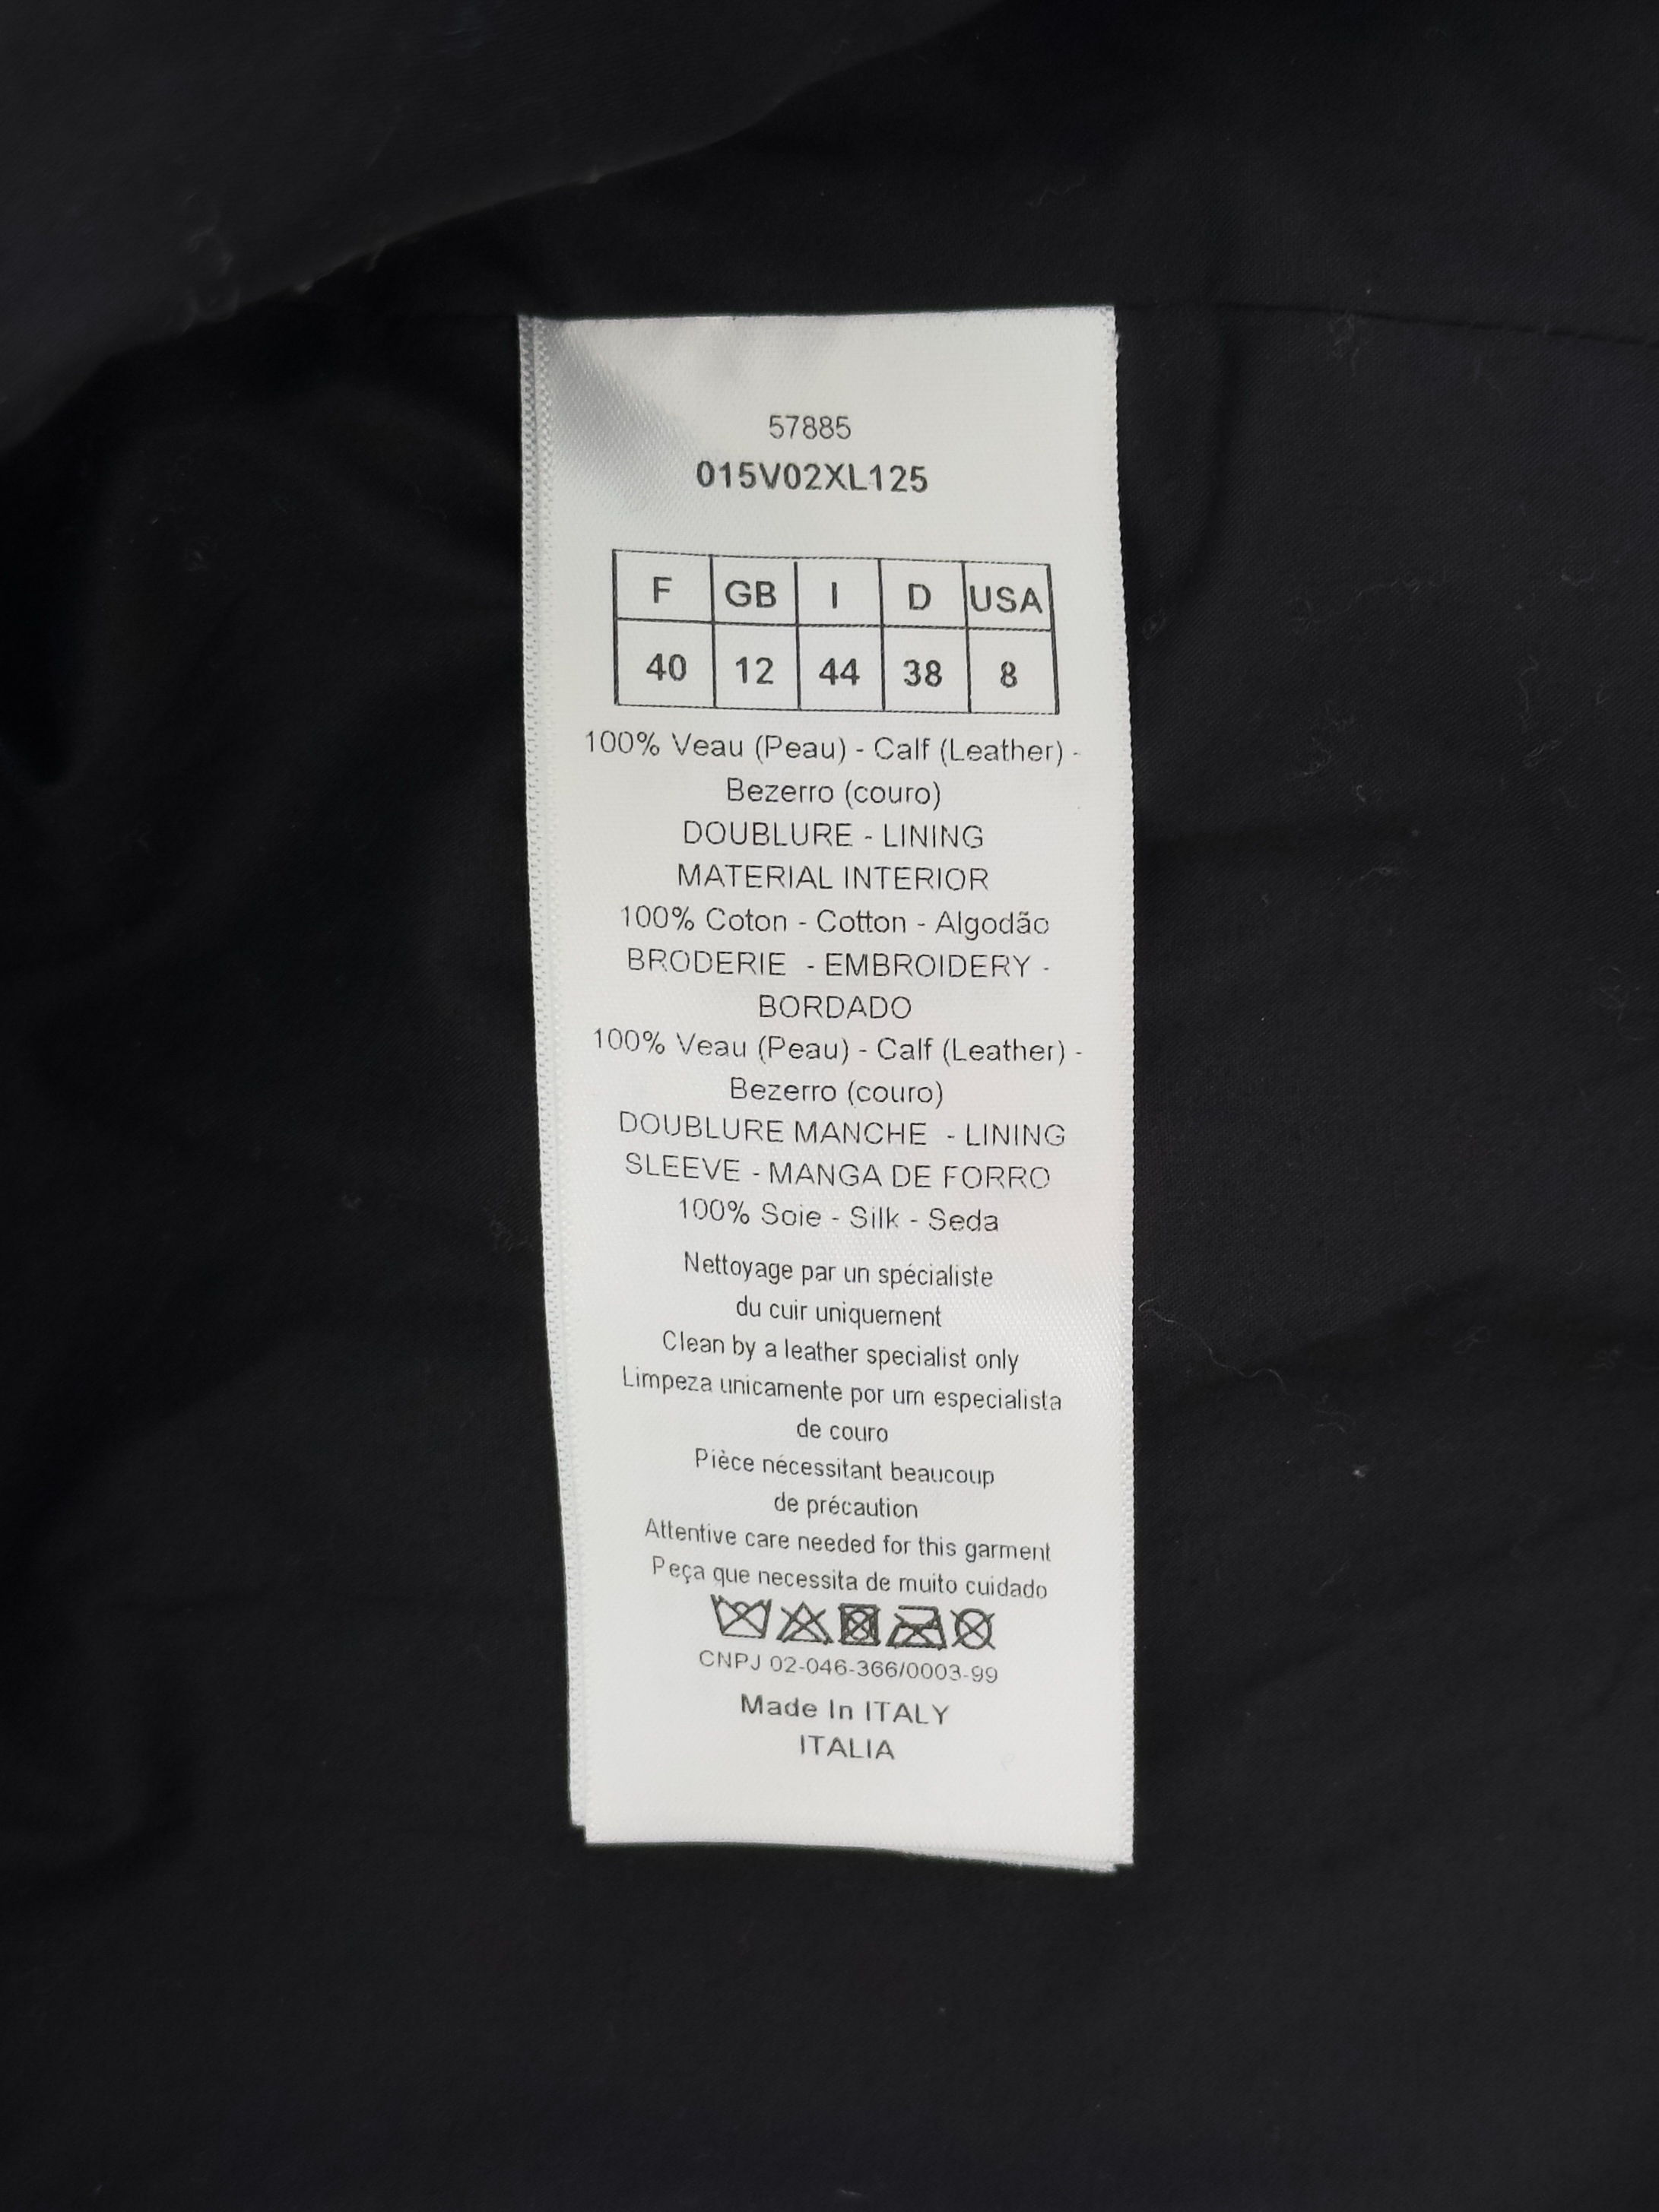 57885
015V02XL125
F GB I D USA
40 12 44 38 8
100% Veau (Peau) - Calf (Leather) -
Bezerro (couro)
DOUBLURE - LINING
MATERIAL INTERIOR
100% Coton - Cotton - Algodão
BRODERIE - EMBROIDERY -
BORDADO
100% Veau (Peau) - Calf (Leather) -
Bezerro (couro)
DOUBLURE MANCHE - LINING
SLEEVE - MANGA DE FORRO
100% Soie - Silk - Seda
Nettoyage par un spécialiste
du cuir uniquement
Clean by a leather specialist only
Limpeza unicamente por um especialista
de couro
Pièce nécessitant beaucoup
de précaution
Attentive care needed for this garment
Peça que necessita de muito cuidado
CNPJ 02-046-366/0003-99
Made In ITALY
ITALIA